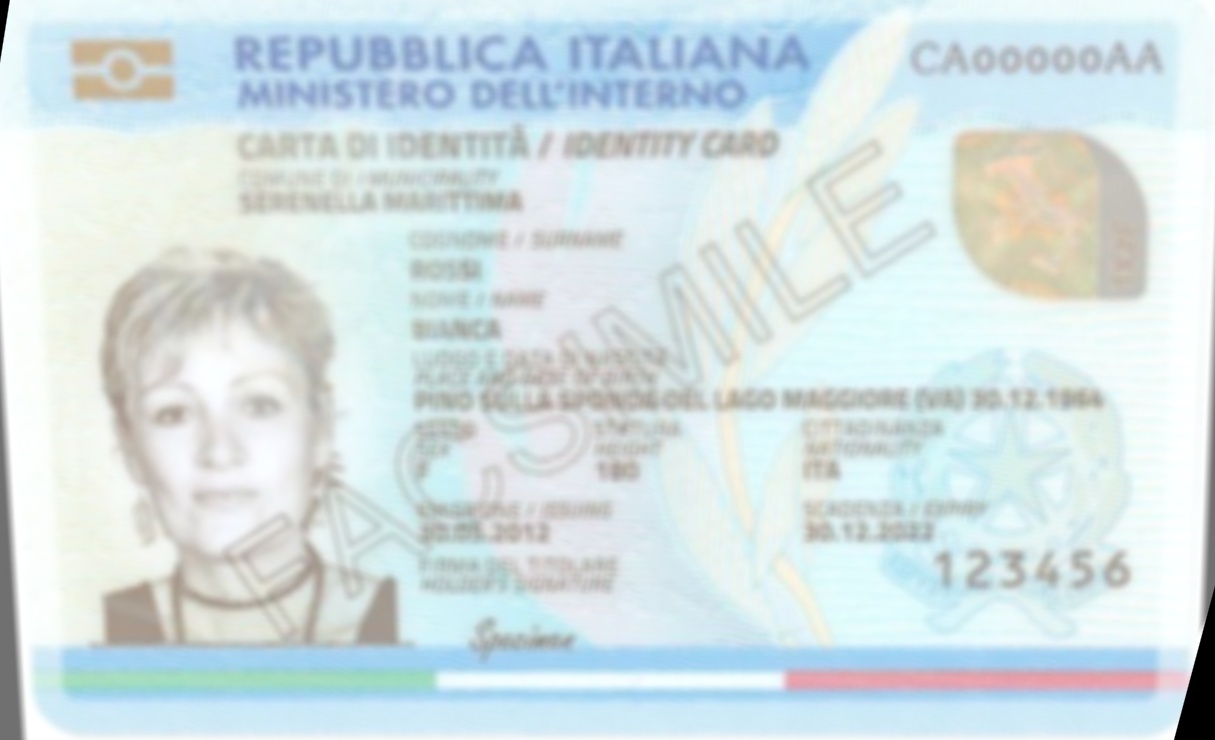 REPUBBLICA ITALIANA
CA00000AA
MINISTERO DELL'INTERNO
CARTA DI IDENTITÀ / IDENTITY CARD
COMUNE DI / MUNICIPALITY
SERENELLA MARITTIMA
COGNOME / SURNAME
ROSSI
NOME / NAME
BIANCA
LUOGO E DATA DI NASCITA
PLACE AND DATE OF BIRTH
PINO SULLA SPONDA DEL LAGO MAGGIORE (VA) 30.12.1964
SESSO STATURA CITTADINANZA
SEX HEIGHT NATIONALITY
F 180 ITA
EMISSIONE / ISSUING SCADENZA / EXPIRY
30.05.2012 30.12.2022
FIRMA DEL TITOLARE
HOLDER'S SIGNATURE
123456
Specimen
FACSIMILE